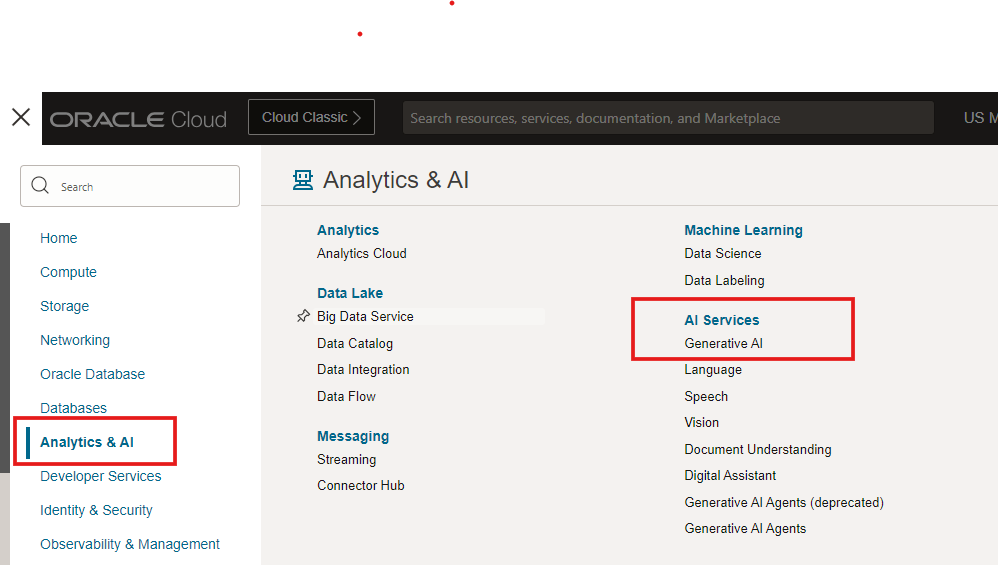 ORACLE Cloud
Cloud Classic
Search resources, services, documentation, and Marketplace
US M
Search
Home
Compute
Storage
Networking
Oracle Database
Databases
Analytics & AI
Developer Services
Identity & Security
Observability & Management
Analytics & AI
Analytics
Analytics Cloud
Data Lake
Big Data Service
Data Catalog
Data Integration
Data Flow
Messaging
Streaming
Connector Hub
Machine Learning
Data Science
Data Labeling
AI Services
Generative AI
Language
Speech
Vision
Document Understanding
Digital Assistant
Generative AI Agents (deprecated)
Generative AI Agents